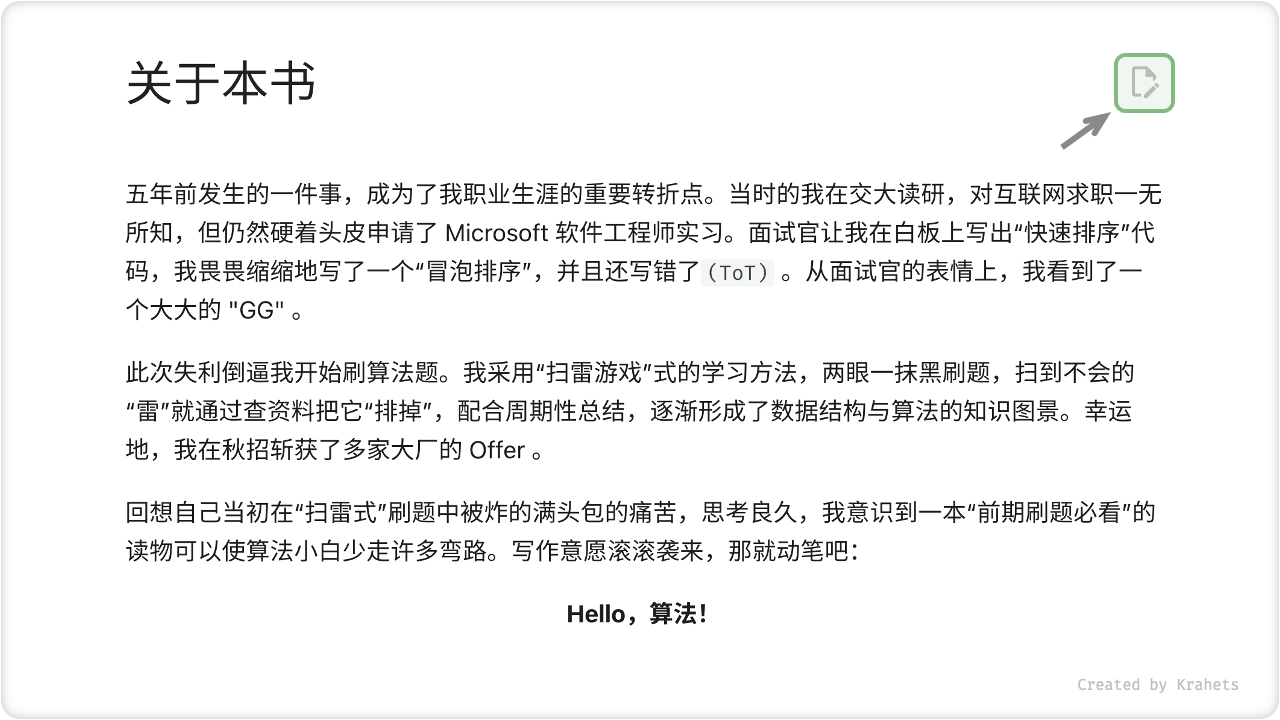 关于本书
五年前发生的一件事，成为了我职业生涯的重要转折点。当时的我在交大读研，对互联网求职一无
所知，但仍然硬着头皮申请了 Microsoft 软件工程师实习。面试官让我在白板上写出“快速排序”代
码，我畏畏缩缩地写了一个“冒泡排序”，并且还写错了 (ToT) 。从面试官的表情上，我看到了一
个大大的 "GG" 。
此次失利倒逼我开始刷算法题。我采用“扫雷游戏”式的学习方法，两眼一抹黑刷题，扫到不会的
“雷”就通过查资料把它“排掉”，配合周期性总结，逐渐形成了数据结构与算法的知识图景。幸运
地，我在秋招斩获了多家大厂的 Offer 。
回想自己当初在“扫雷式”刷题中被炸的满头包的痛苦，思考良久，我意识到一本“前期刷题必看”的
读物可以使算法小白少走许多弯路。写作意愿滚滚袭来，那就动笔吧：
Hello，算法！
Created by Krahets